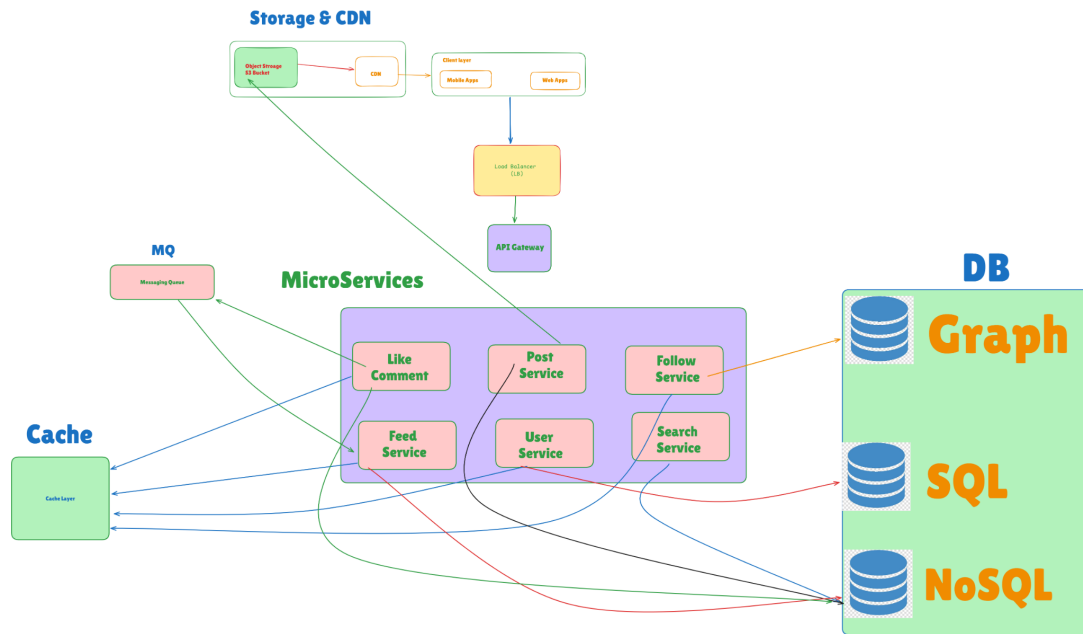 Storage & CDN
Object Stroage
S3 Bucket
CDN
Client Layer
Mobile Apps
Web Apps
Load Balancer
(LB)
API Gateway
MQ
Messaging Queue
MicroServices
DB
Like
Comment
Post
Service
Follow
Service
Graph
Feed
Service
User
Service
Search
Service
Cache
Cache Layer
SQL
NoSQL